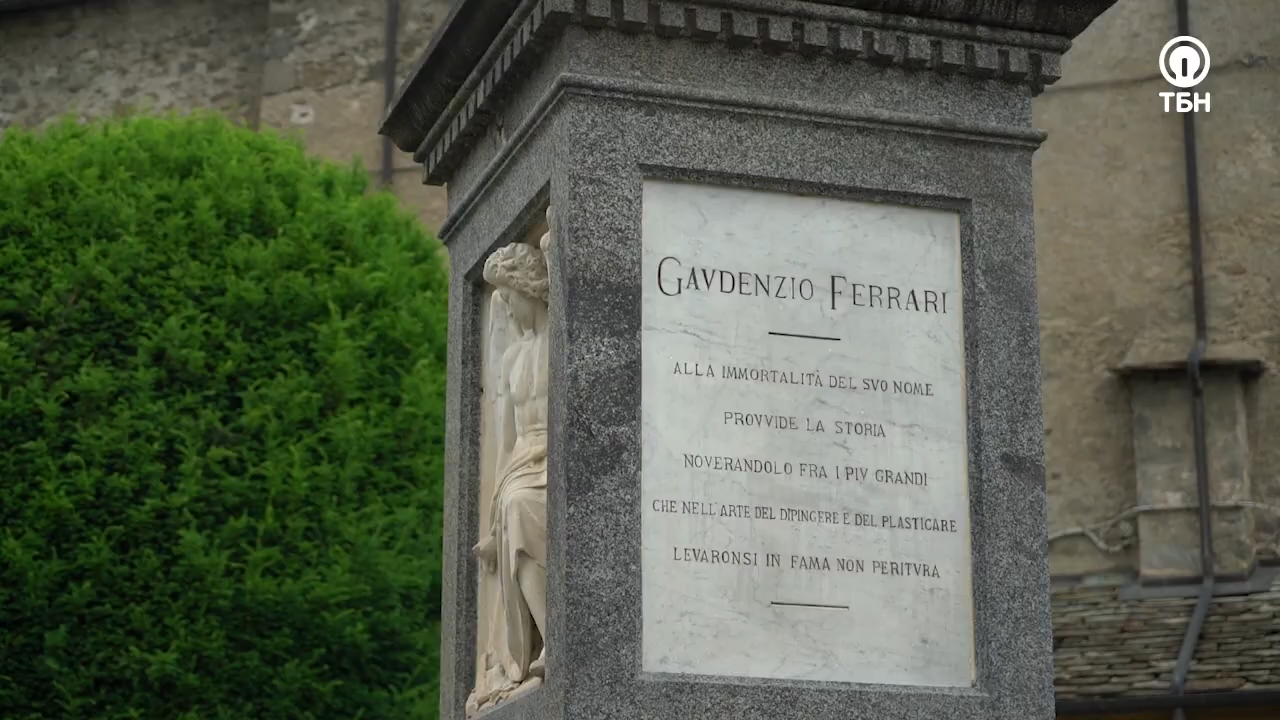 ТБН
GAVDENZIO FERRARI
ALLA IMMORTALITÀ DEL SVO NOME
PROVVIDE LA STORIA
NOVERANDOLO FRA I PIV GRANDI
CHE NELL'ARTE DEL DIPINGERE E DEL PLASTICARE
LEVARONSI IN FAMA NON PERITVRA